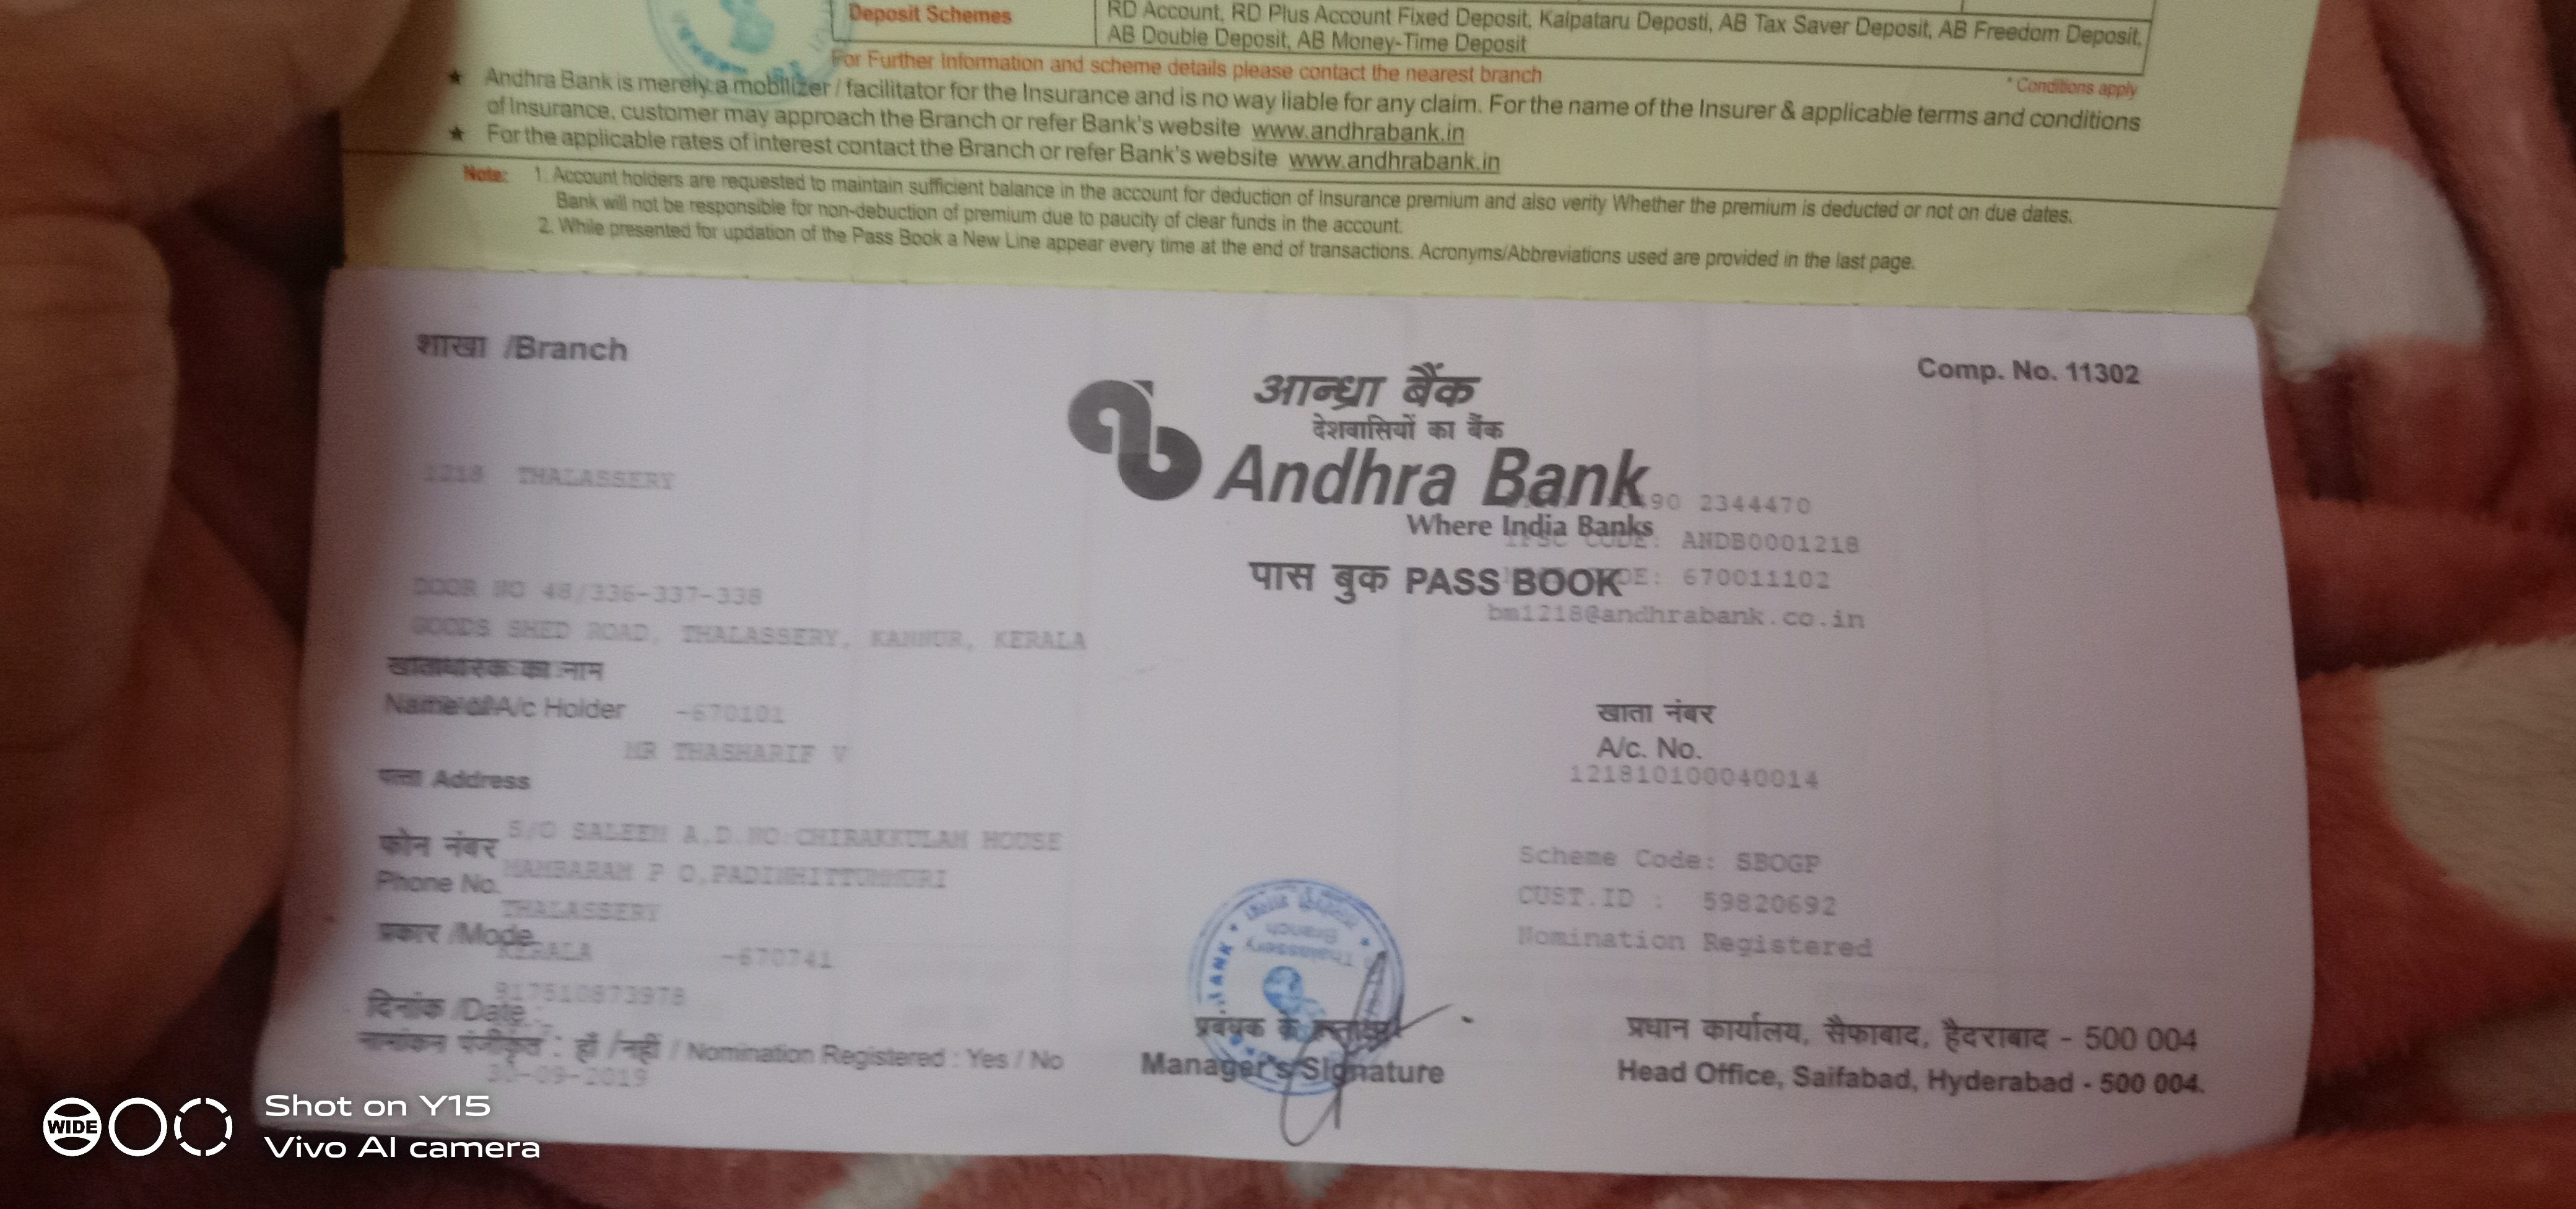 Deposit Schemes
RD Account, RD Plus Account Fixed Deposit, Kalpataru Deposti, AB Tax Saver Deposit, AB Freedom Deposit,
AB Double Deposit, AB Money-Time Deposit
For Further Information and scheme details please contact the nearest branch
* Conditions apply
★ Andhra Bank is merely a mobilizer / facilitator for the Insurance and is no way liable for any claim. For the name of the Insurer & applicable terms and conditions
of Insurance, customer may approach the Branch or refer Bank's website www.andhrabank.in
★ For the applicable rates of interest contact the Branch or refer Bank's website www.andhrabank.in
Note: 1. Account holders are requested to maintain sufficient balance in the account for deduction of Insurance premium and also verity Whether the premium is deducted or not on due dates.
Bank will not be responsible for non-debuction of premium due to paucity of clear funds in the account.
2. While presented for updation of the Pass Book a New Line appear every time at the end of transactions. Acronyms/Abbreviations used are provided in the last page.
शाखा /Branch
Comp. No. 11302
आन्ध्रा बैंक
देशवासियों का बैंक
Andhra Bank
Where India Banks
1218 THALASSERY
490 2344470
IFSC CODE: ANDB0001218
पास बुक PASS BOOK
DE: 670011102
bm1218@andhrabank.co.in
DOOR NO 48/336-337-338
GOODS SHED ROAD, THALASSERY, KANNUR, KERALA
खाताधारक का नाम
Name of A/c Holder
-670101
MR THASHARIF V
खाता नंबर
A/c. No.
121810100040014
पत्ता Address
S/O SALEEM A,D.NO:CHIRAKKULAM HOUSE
फोन नंबर
MAMBARAM P O,
Phone No.
THALASSERY
प्रकार /Mode
KERALA -670741
917510873978
Scheme Code: SBOGP
CUST.ID : 59820692
Nomination Registered
दिनांक /Date :
नामांकन पंजीकृत : हाँ /नहीं / Nomination Registered : Yes / No
30-09-2019
Thalassery
Branch
प्रबंधक के हस्ताक्षर
Manager's Signature
प्रधान कार्यालय, सैफाबाद, हैदराबाद - 500 004
Head Office, Saifabad, Hyderabad - 500 004.
WIDE
Shot on Y15
Vivo AI camera